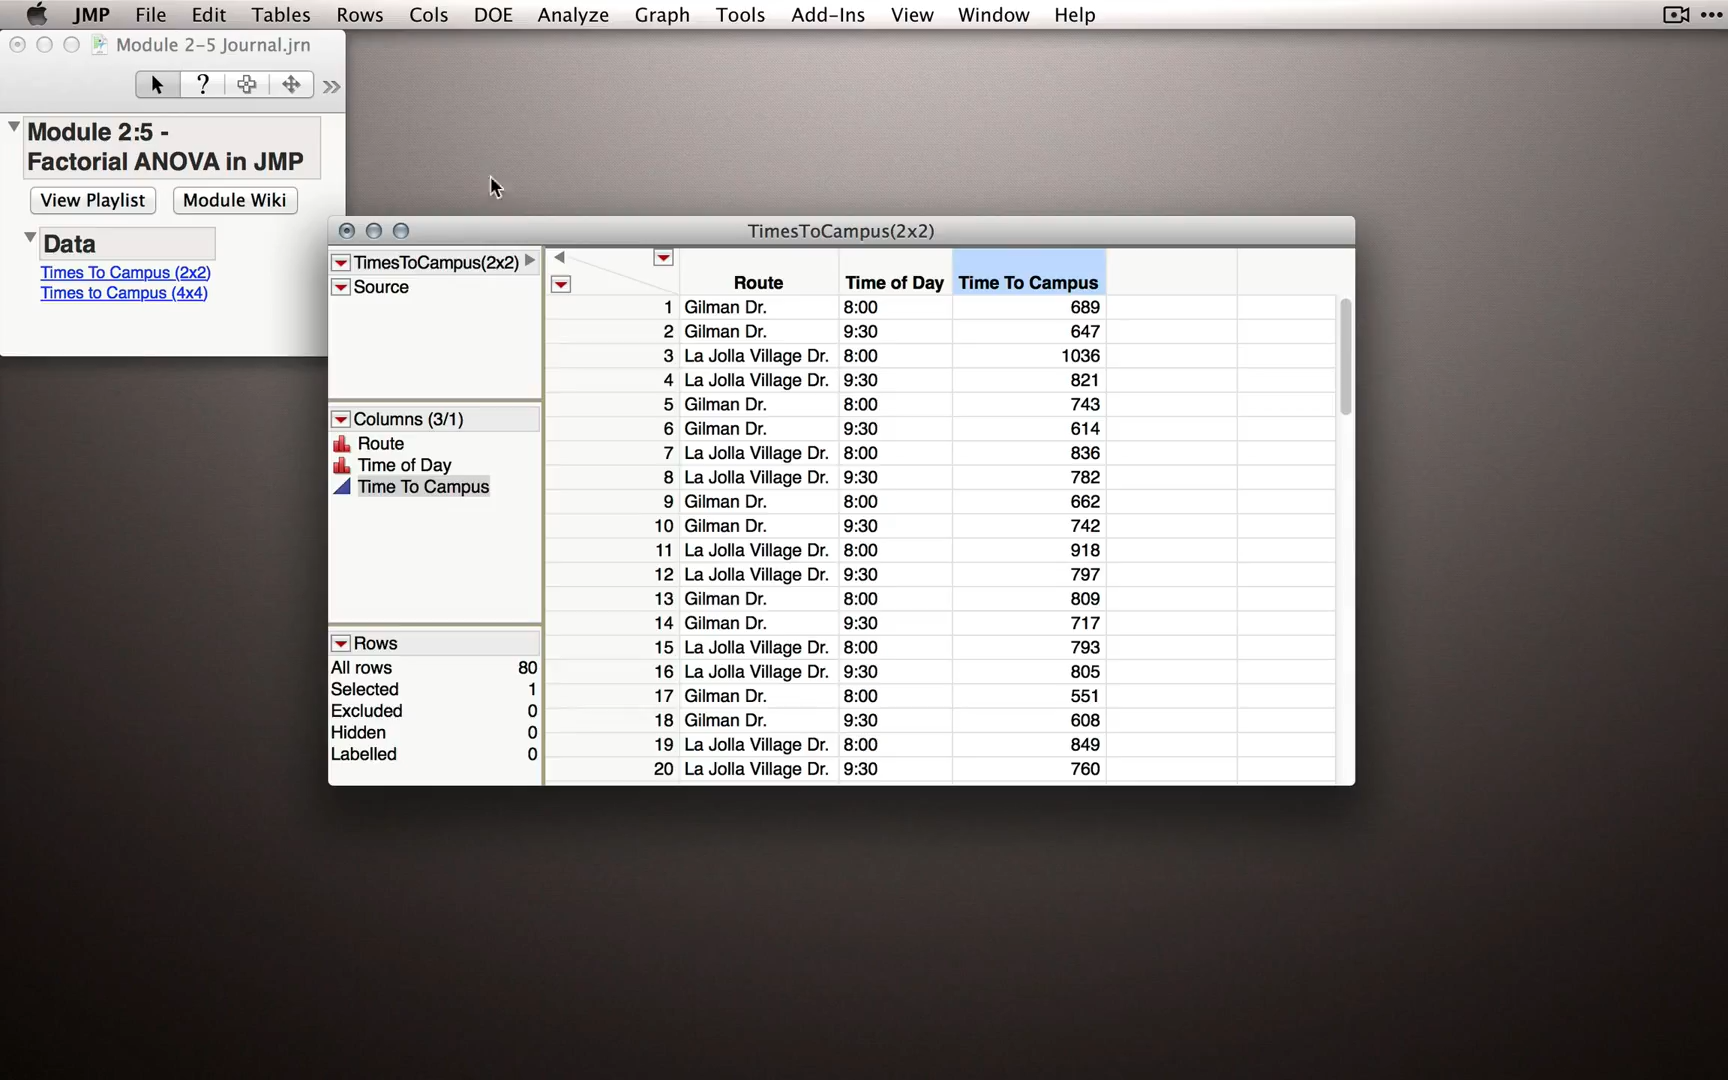 JMP File Edit Tables Rows Cols DOE Analyze Graph Tools Add-Ins View Window Help
Module 2-5 Journal.jrn
?
Module 2:5 -
Factorial ANOVA in JMP
View Playlist Module Wiki
Data
Times To Campus (2x2)
Times to Campus (4x4)
TimesToCampus(2x2)
TimesToCampus(2x2)
Source
Columns (3/1)
Route
Time of Day
Time To Campus
Rows
All rows 80
Selected 1
Excluded 0
Hidden 0
Labelled 0
Route Time of Day Time To Campus
1 Gilman Dr. 8:00 689
2 Gilman Dr. 9:30 647
3 La Jolla Village Dr. 8:00 1036
4 La Jolla Village Dr. 9:30 821
5 Gilman Dr. 8:00 743
6 Gilman Dr. 9:30 614
7 La Jolla Village Dr. 8:00 836
8 La Jolla Village Dr. 9:30 782
9 Gilman Dr. 8:00 662
10 Gilman Dr. 9:30 742
11 La Jolla Village Dr. 8:00 918
12 La Jolla Village Dr. 9:30 797
13 Gilman Dr. 8:00 809
14 Gilman Dr. 9:30 717
15 La Jolla Village Dr. 8:00 793
16 La Jolla Village Dr. 9:30 805
17 Gilman Dr. 8:00 551
18 Gilman Dr. 9:30 608
19 La Jolla Village Dr. 8:00 849
20 La Jolla Village Dr. 9:30 760